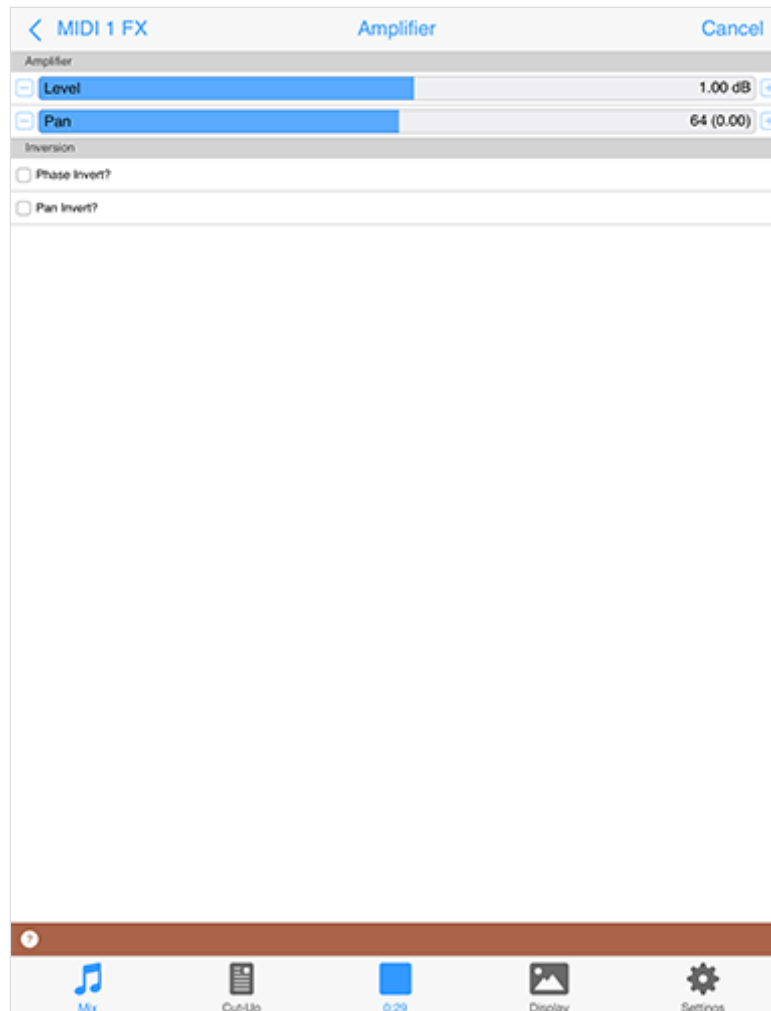 MIDI 1 FX Amplifier Cancel
Amplifier
Level 1.00 dB
Pan 64 (0.00)
Inversion
Phase Invert?
Pan Invert?
?
Mix Cut-Up 0:29 Display Settings